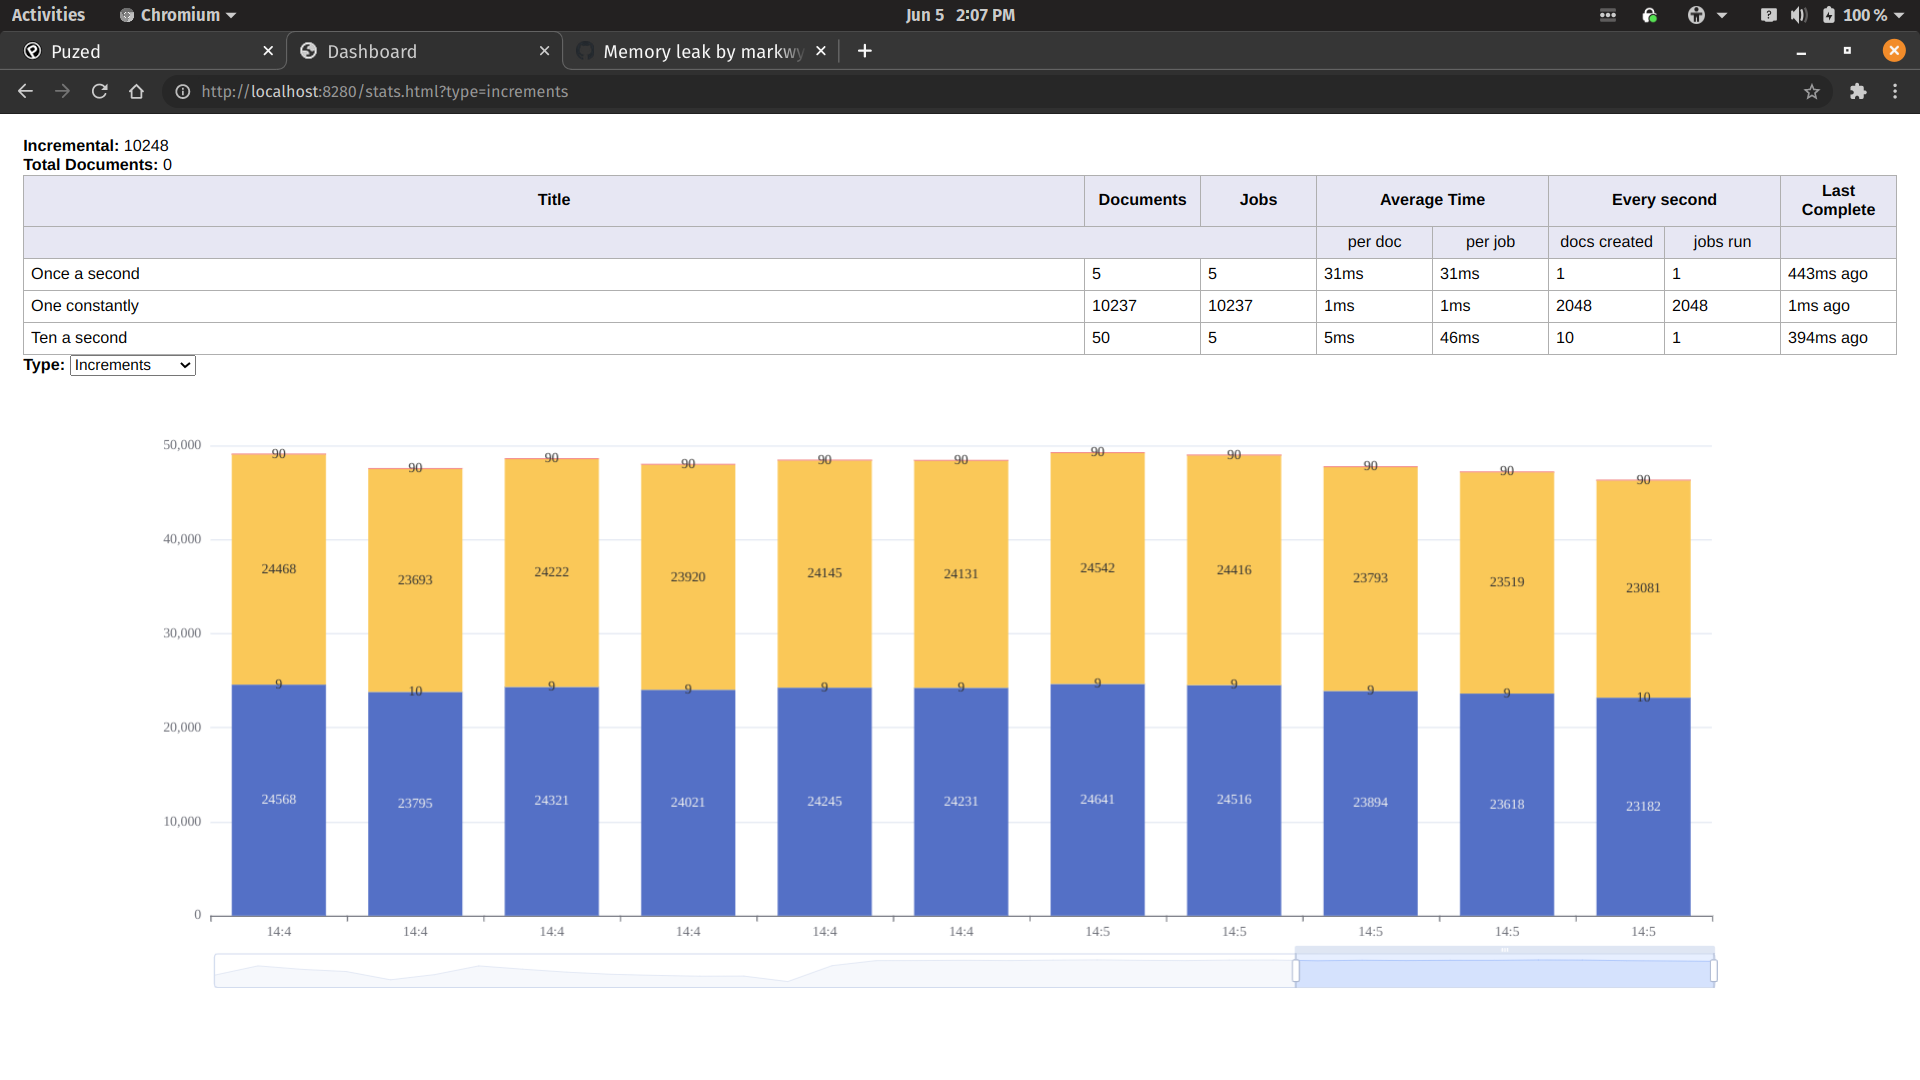 Activities Chromium Jun 5 2:07 PM 100 %
Puzed Dashboard Memory leak by markwy
http://localhost:8280/stats.html?type=increments
Incremental: 10248
Total Documents: 0
Title Documents Jobs Average Time Every second Last Complete
per doc per job docs created jobs run
Once a second 5 5 31ms 31ms 1 1 443ms ago
One constantly 10237 10237 1ms 1ms 2048 2048 1ms ago
Ten a second 50 5 5ms 46ms 10 1 394ms ago
Type: Increments
50,000
90 90 90 90 90 90 90 90 90 90 90
40,000
24468 23693 24222 23920 24145 24131 24542 24416 23793 23519 23081
30,000
9 10 9 9 9 9 9 9 9 9 10
20,000
24568 23795 24321 24021 24245 24231 24641 24516 23894 23618 23182
10,000
0
14:4 14:4 14:4 14:4 14:4 14:4 14:5 14:5 14:5 14:5 14:5